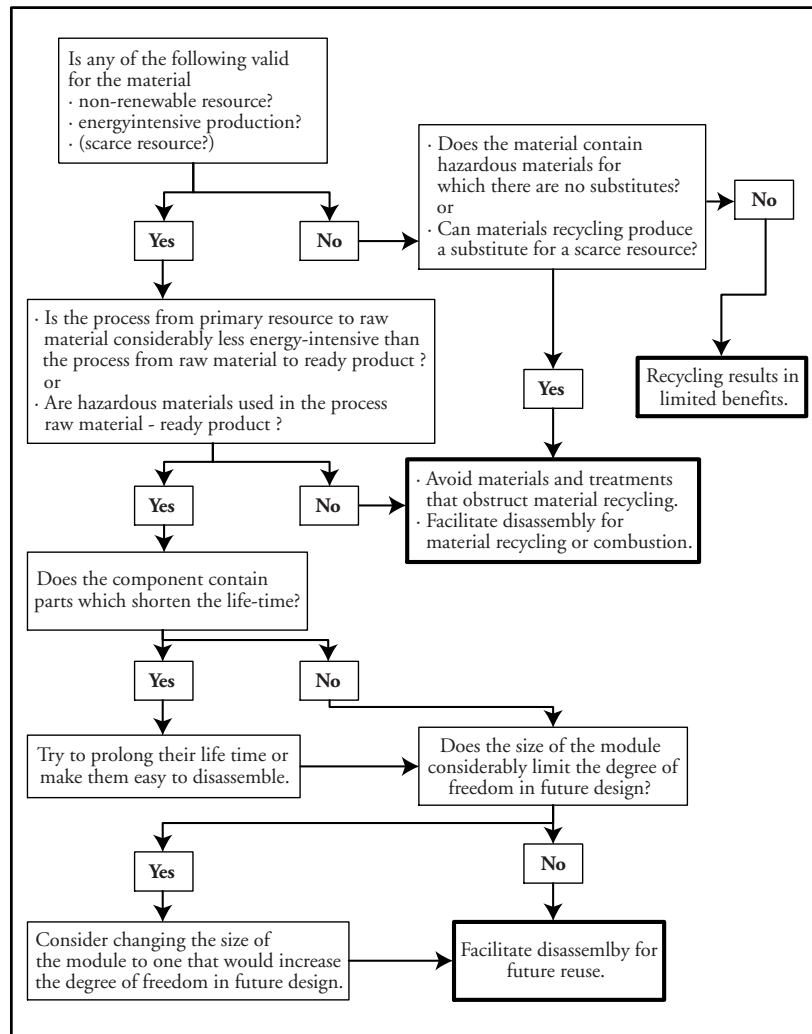 Is any of the following valid
for the material
· non-renewable resource?
· energyintensive production?
· (scarce resource?)
Yes
No
· Does the material contain
hazardous materials for
which there are no substitutes?
or
· Can materials recycling produce
a substitute for a scarce resource?
No
Recycling results in
limited benefits.
Yes
· Is the process from primary resource to raw
material considerably less energy-intensive than
the process from raw material to ready product ?
or
· Are hazardous materials used in the process
raw material - ready product ?
Yes
No
· Avoid materials and treatments
that obstruct material recycling.
· Facilitate disassembly for
material recycling or combustion.
Does the component contain
parts which shorten the life-time?
Yes
No
Try to prolong their life time or
make them easy to disassemble.
Does the size of the module
considerably limit the degree of
freedom in future design?
Yes
No
Consider changing the size of
the module to one that would increase
the degree of freedom in future design.
Facilitate disassemlby for
future reuse.